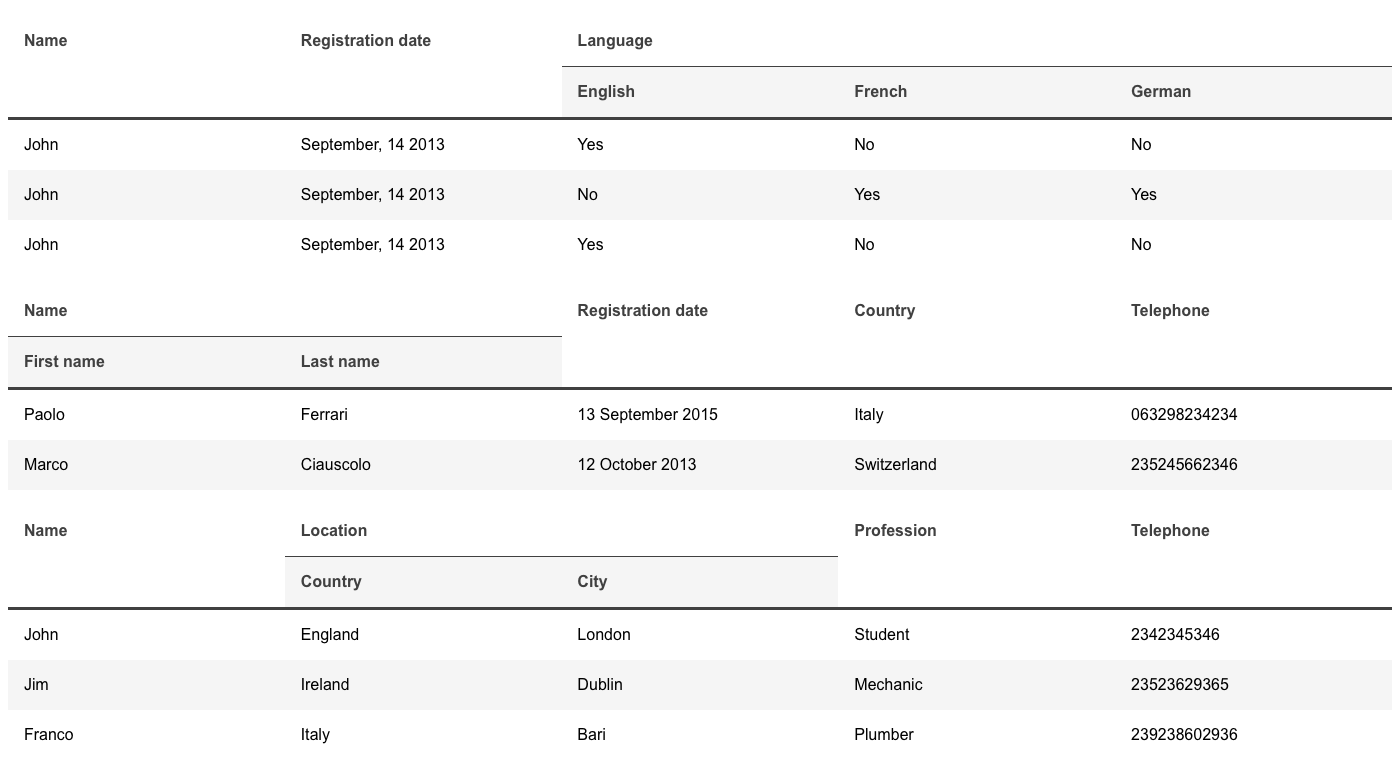 Name Registration date Language
English French German
John September, 14 2013 Yes No No
John September, 14 2013 No Yes Yes
John September, 14 2013 Yes No No
Name Registration date Country Telephone
First name Last name
Paolo Ferrari 13 September 2015 Italy 063298234234
Marco Ciauscolo 12 October 2013 Switzerland 235245662346
Name Location Profession Telephone
Country City
John England London Student 2342345346
Jim Ireland Dublin Mechanic 23523629365
Franco Italy Bari Plumber 239238602936